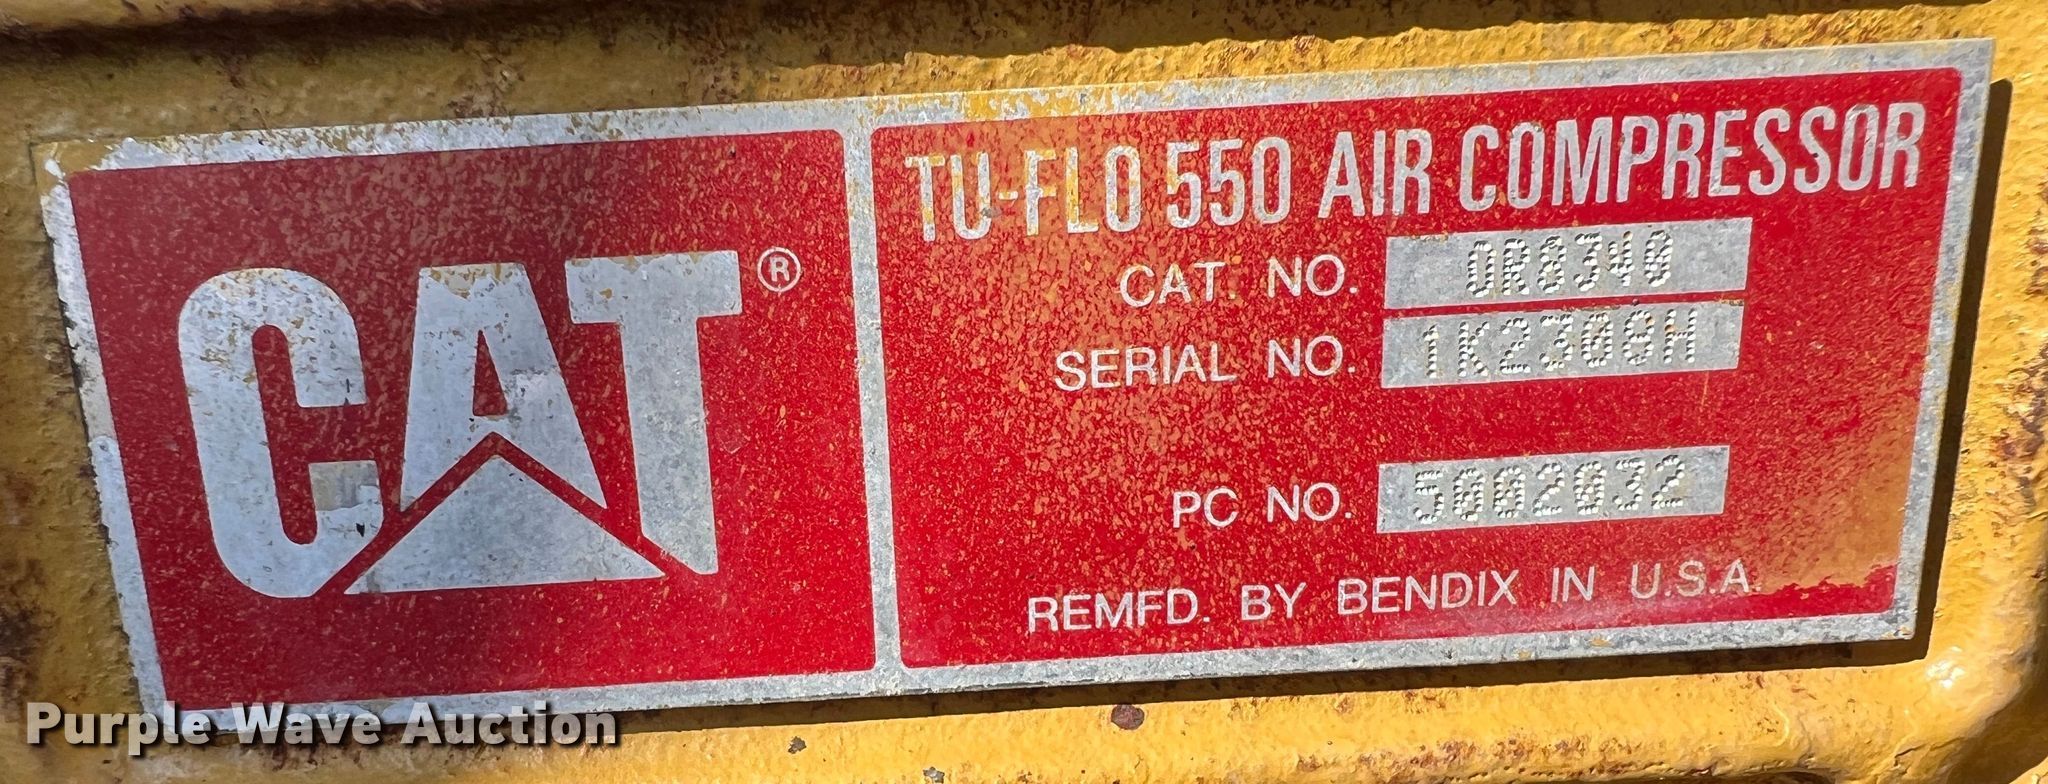 CAT®
TU-FLO 550 AIR COMPRESSOR
CAT. NO. 0R8340
SERIAL NO. 1K2308H
PC NO. 5002032
REMFD. BY BENDIX IN U.S.A.
Purple Wave Auction